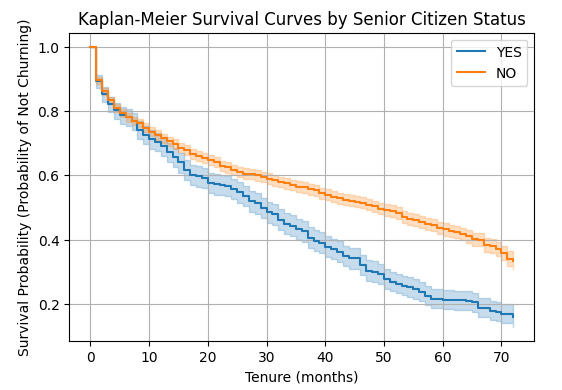 Kaplan-Meier Survival Curves by Senior Citizen Status
Survival Probability (Probability of Not Churning)
1.0
0.8
0.6
0.4
0.2
YES
NO
0 10 20 30 40 50 60 70
Tenure (months)